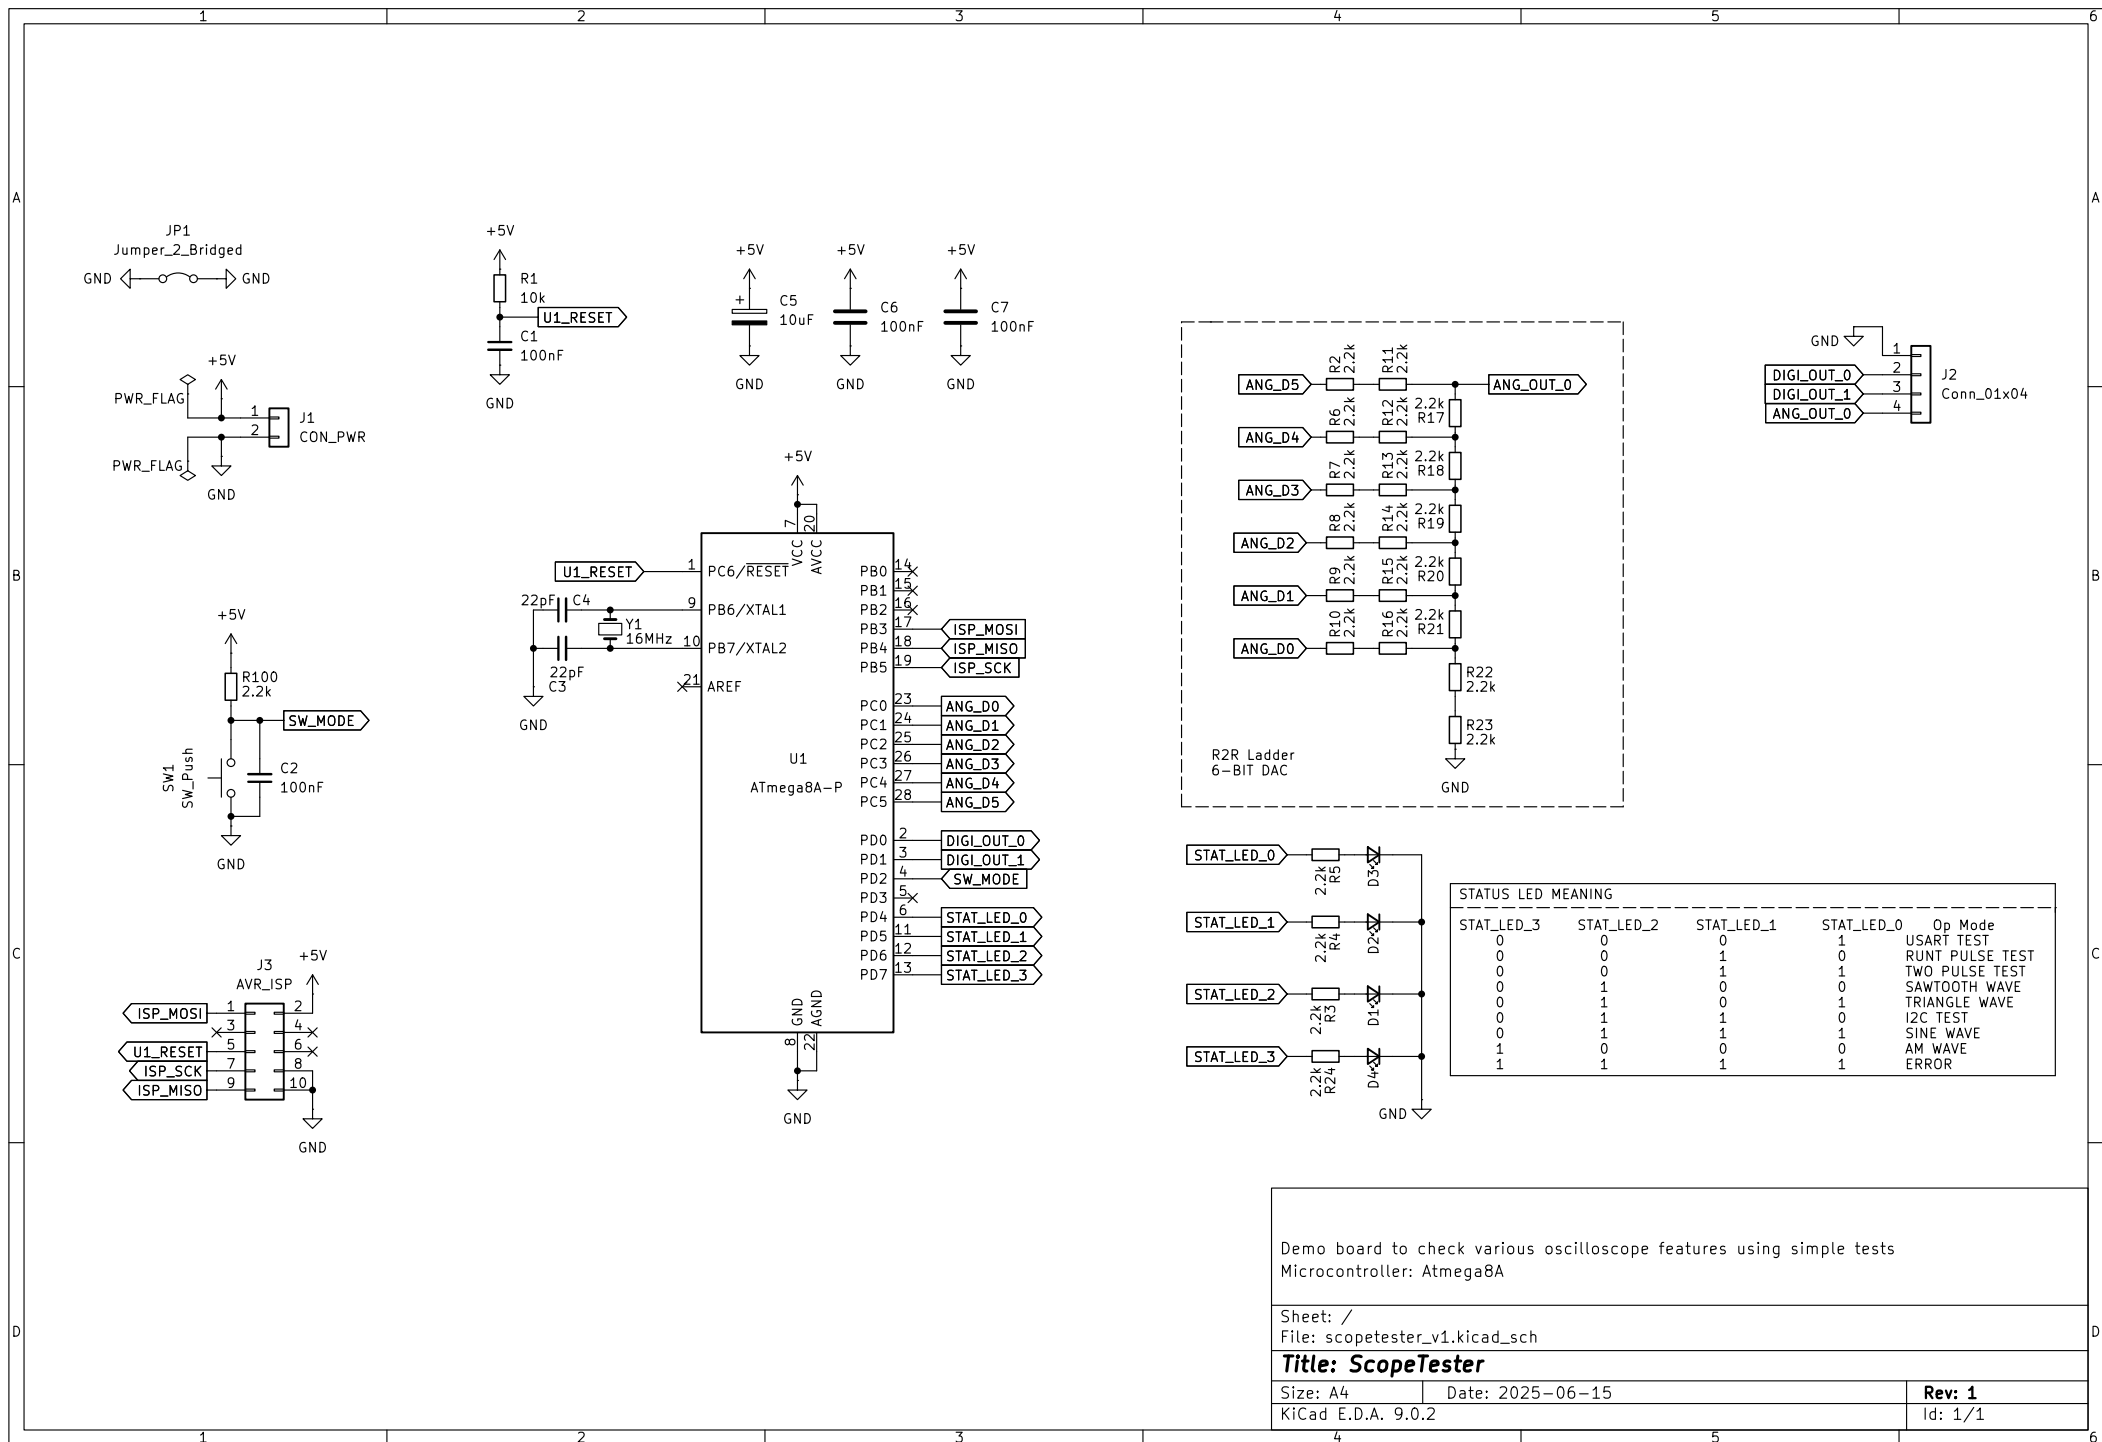 1 2 3 4 5 6
A A
JP1
Jumper_2_Bridged
GND GND
+5V
R1
10k
U1_RESET
C1
100nF
GND
+5V
C5
10uF
+
GND
+5V
C6
100nF
GND
+5V
C7
100nF
GND
+5V
PWR_FLAG
1
2
J1
CON_PWR
PWR_FLAG
GND
ANG_D5 R2 2.2k R11 2.2k ANG_OUT_0
2.2k
R17
ANG_D4 R6 2.2k R12 2.2k
2.2k
R18
ANG_D3 R7 2.2k R13 2.2k
2.2k
R19
ANG_D2 R8 2.2k R14 2.2k
2.2k
R20
ANG_D1 R9 2.2k R15 2.2k
2.2k
R21
ANG_D0 R10 2.2k R16 2.2k
R22
2.2k
R23
2.2k
GND
R2R Ladder
6-BIT DAC
GND 1
DIGI_OUT_0 2
DIGI_OUT_1 3
ANG_OUT_0 4
J2
Conn_01x04
B B
+5V
7 20
VCC AVCC
U1_RESET 1 PC6/RESET
22pF C4 9 PB6/XTAL1
Y1
16MHz
10 PB7/XTAL2
22pF
C3
GND
21 AREF
U1
ATmega8A-P
PB0 14
PB1 15
PB2 16
PB3 17 ISP_MOSI
PB4 18 ISP_MISO
PB5 19 ISP_SCK
PC0 23 ANG_D0
PC1 24 ANG_D1
PC2 25 ANG_D2
PC3 26 ANG_D3
PC4 27 ANG_D4
PC5 28 ANG_D5
PD0 2 DIGI_OUT_0
PD1 3 DIGI_OUT_1
PD2 4 SW_MODE
PD3 5
PD4 6 STAT_LED_0
PD5 11 STAT_LED_1
PD6 12 STAT_LED_2
PD7 13 STAT_LED_3
GND AGND
8 22
GND
+5V
R100
2.2k
SW_MODE
SW1
SW_Push
C2
100nF
GND
C C
J3
AVR_ISP
+5V
ISP_MOSI 1 2
3 4
U1_RESET 5 6
ISP_SCK 7 8
ISP_MISO 9 10
GND
STAT_LED_0 2.2k R5 D3
STAT_LED_1 2.2k R4 D2
STAT_LED_2 2.2k R3 D1
STAT_LED_3 2.2k R24 D4
GND
STATUS LED MEANING
STAT_LED_3 STAT_LED_2 STAT_LED_1 STAT_LED_0 Op Mode
0 0 0 1 USART TEST
0 0 1 0 RUNT PULSE TEST
0 0 1 1 TWO PULSE TEST
0 1 0 0 SAWTOOTH WAVE
0 1 0 1 TRIANGLE WAVE
0 1 1 0 I2C TEST
0 1 1 1 SINE WAVE
1 0 0 0 AM WAVE
1 1 1 1 ERROR
D D
Demo board to check various oscilloscope features using simple tests
Microcontroller: Atmega8A
Sheet: /
File: scopetester_v1.kicad_sch
Title: ScopeTester
Size: A4 Date: 2025-06-15 Rev: 1
KiCad E.D.A. 9.0.2 Id: 1/1
1 2 3 4 5 6